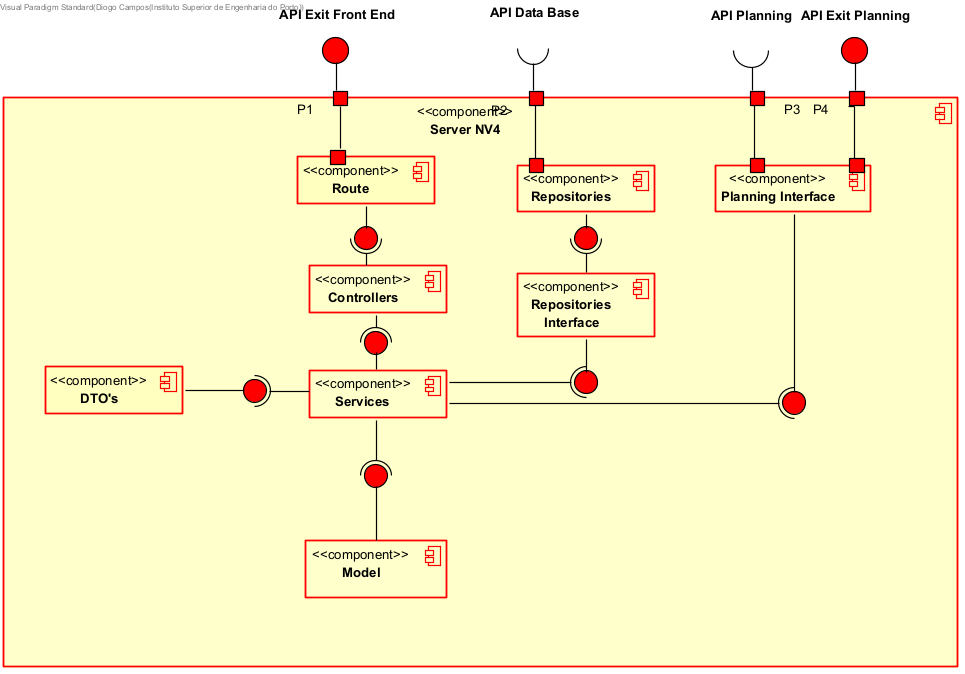 Visual Paradigm Standard(Diogo Campos(Instituto Superior de Engenharia do Porto))
API Exit Front End
API Data Base
API Planning
API Exit Planning
P1
P2
P3
P4
<<component>>
Server NV4
<<component>>
Route
<<component>>
Repositories
<<component>>
Planning Interface
<<component>>
Controllers
<<component>>
Repositories
Interface
<<component>>
DTO's
<<component>>
Services
<<component>>
Model